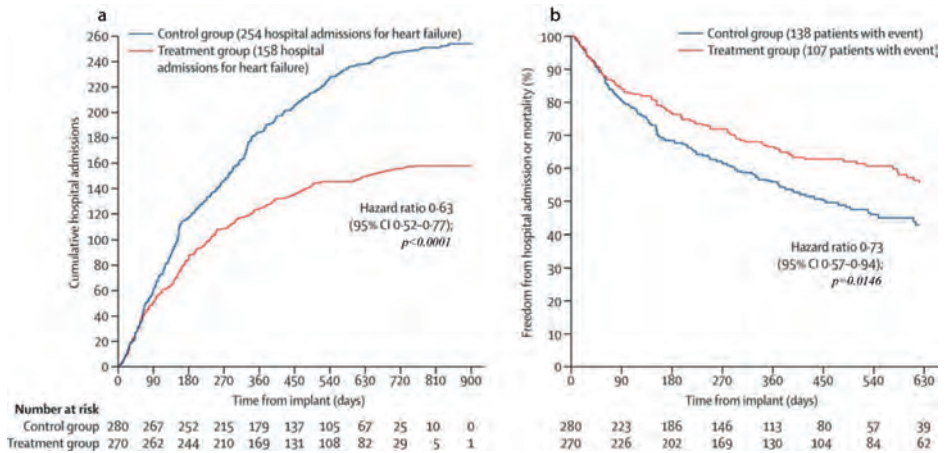 a
Control group (254 hospital admissions for heart failure)
Treatment group (158 hospital
admissions for heart failure)
260
240
220
200
180
160
140
120
100
80
60
40
20
0
Cumulative hospital admissions
Hazard ratio 0·63
(95% CI 0·52–0·77);
p<0.0001
0 90 180 270 360 450 540 630 720 810 900
Time from implant (days)
b
Control group (138 patients with event)
Treatment group (107 patients with event)
100
90
80
70
60
50
40
30
20
10
0
Freedom from hospital admission or mortality (%)
Hazard ratio 0·73
(95% CI 0·57–0·94);
p=0.0146
0 90 180 270 360 450 540 630
Time from implant (days)
Number at risk
Control group 280 267 252 215 179 137 105 67 25 10 0
Treatment group 270 262 244 210 169 131 108 82 29 5 1
280 223 186 146 113 80 57 39
270 226 202 169 130 104 84 62